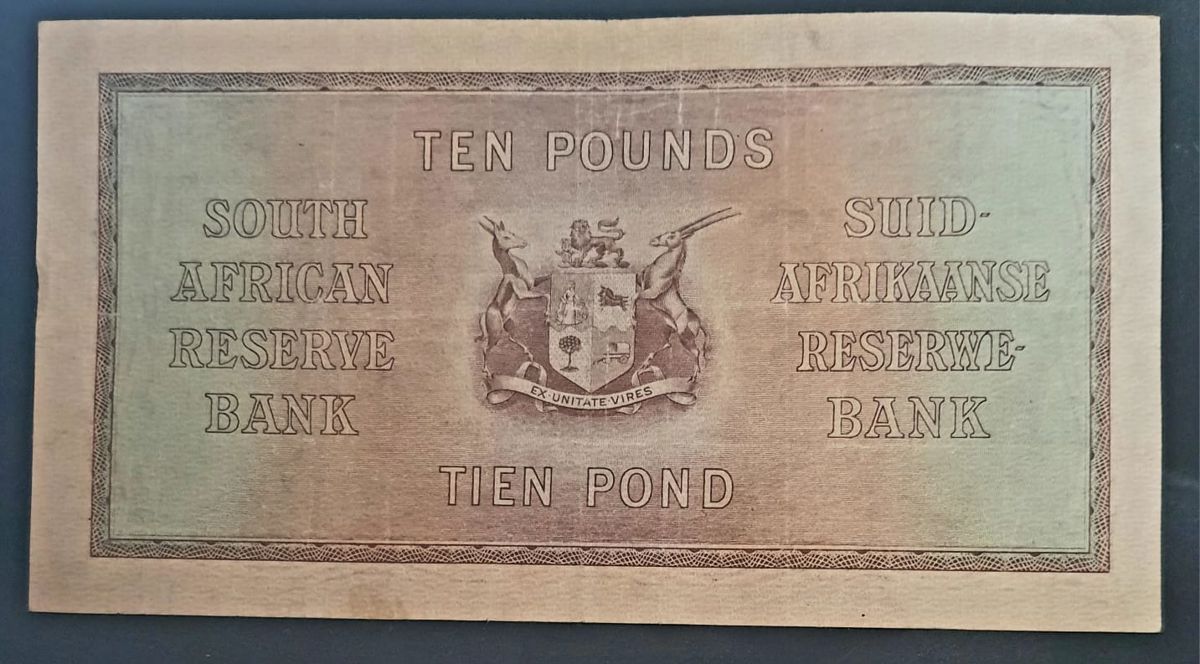 TEN POUNDS
SOUTH
AFRICAN
RESERVE
BANK
SUID-
AFRIKAANSE
RESERWE-
BANK
EX·UNITATE·VIRES
TIEN POND